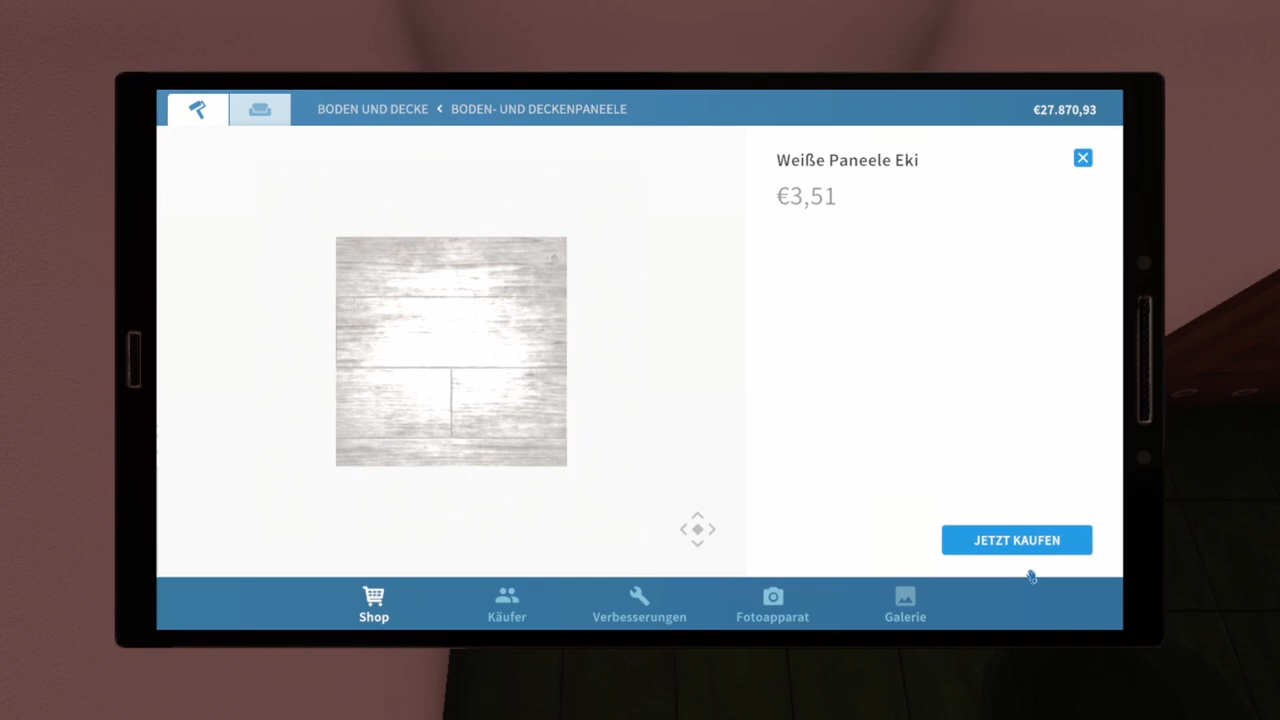 BODEN UND DECKE < BODEN- UND DECKENPANEELE
€27.870,93
Weiße Paneele Eki
€3,51
JETZT KAUFEN
Shop
Käufer
Verbesserungen
Fotoapparat
Galerie